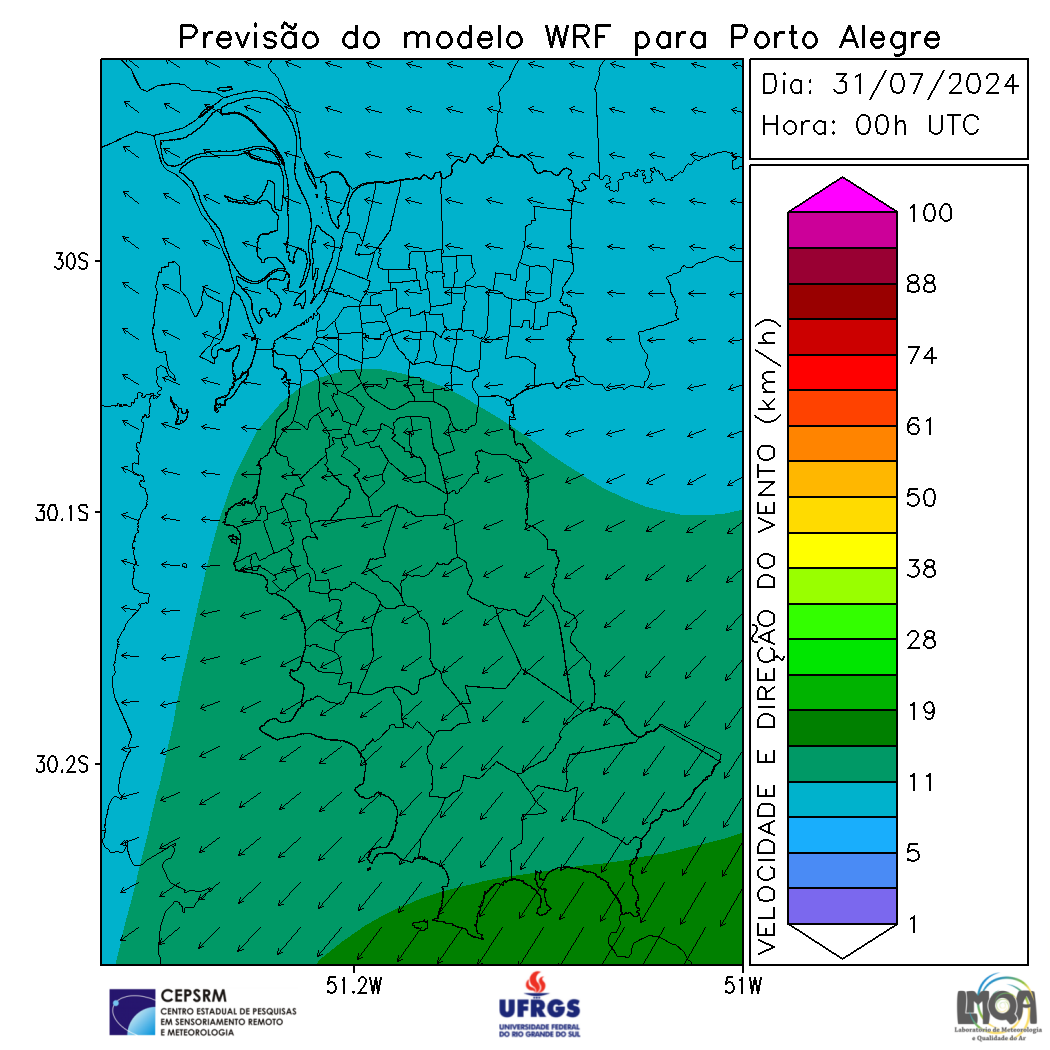 Previsão do modelo WRF para Porto Alegre
Dia: 31/07/2024
Hora: 00h UTC
30S
30.1S
30.2S
51.2W
51W
VELOCIDADE E DIREÇÃO DO VENTO (km/h)
100
88
74
61
50
38
28
19
11
5
1
CEPSRM
CENTRO ESTADUAL DE PESQUISAS
EM SENSORIAMENTO REMOTO
E METEOROLOGIA
UFRGS
UNIVERSIDADE FEDERAL
DO RIO GRANDE DO SUL
LMQA
Laboratório de Meteorologia
e Qualidade do Ar